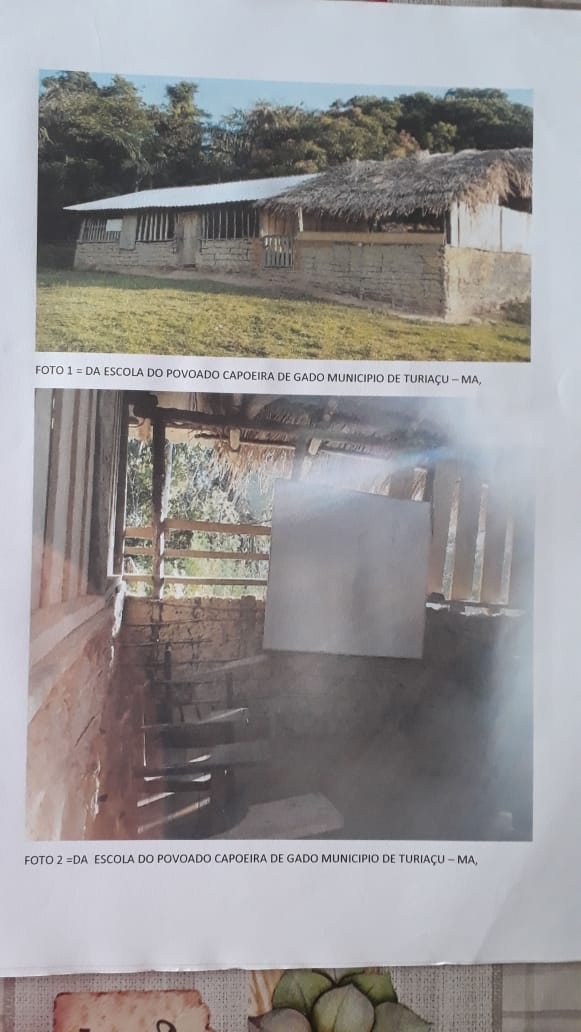 FOTO 1 = DA ESCOLA DO POVOADO CAPOEIRA DE GADO MUNICIPIO DE TURIAÇU – MA,
FOTO 2 =DA ESCOLA DO POVOADO CAPOEIRA DE GADO MUNICIPIO DE TURIAÇU – MA,